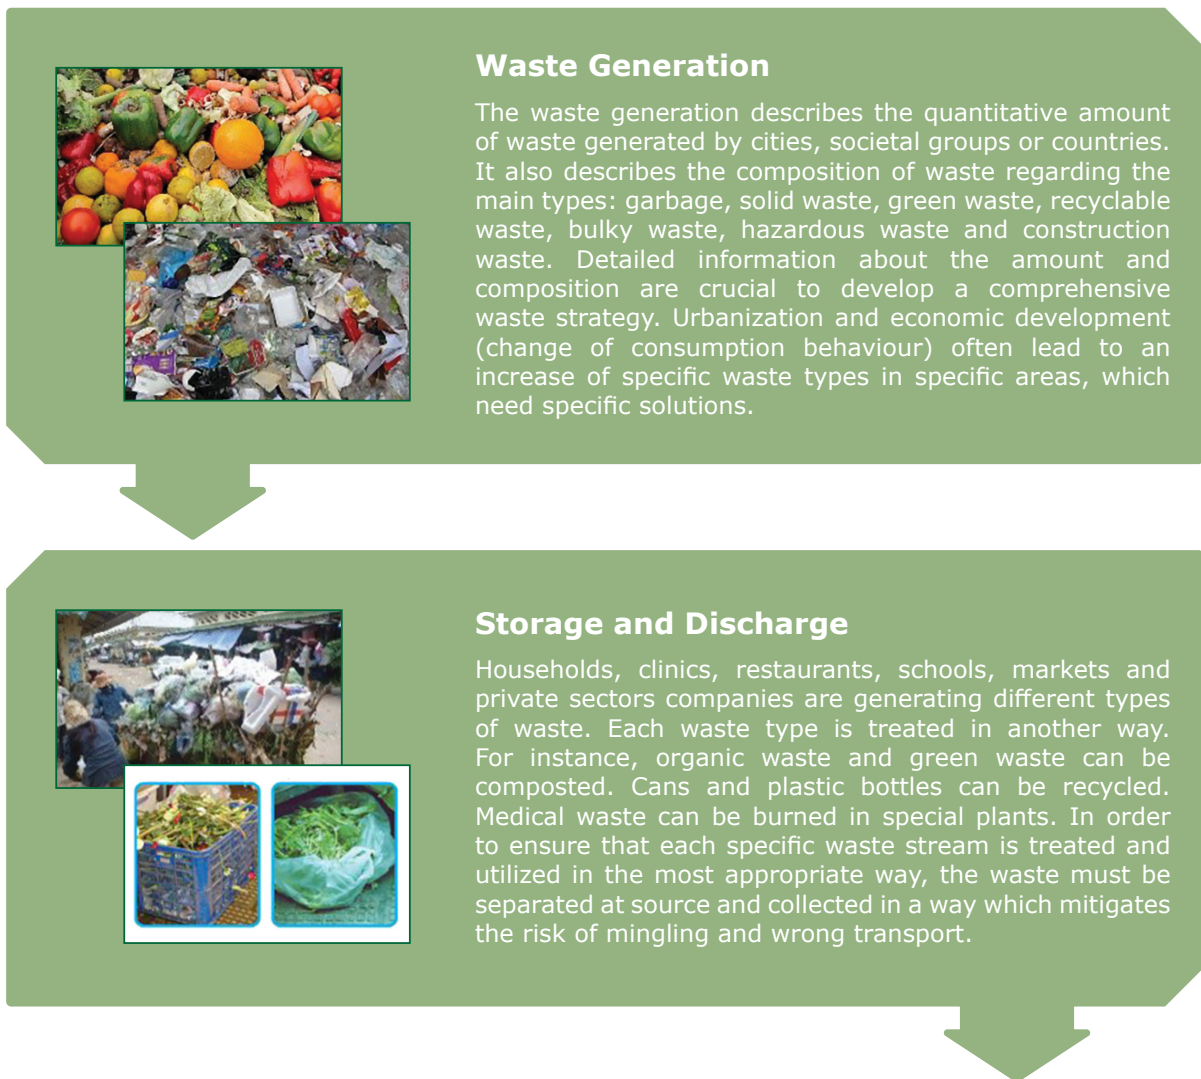 Waste Generation
The waste generation describes the quantitative amount
of waste generated by cities, societal groups or countries.
It also describes the composition of waste regarding the
main types: garbage, solid waste, green waste, recyclable
waste, bulky waste, hazardous waste and construction
waste. Detailed information about the amount and
composition are crucial to develop a comprehensive
waste strategy. Urbanization and economic development
(change of consumption behaviour) often lead to an
increase of specific waste types in specific areas, which
need specific solutions.
Storage and Discharge
Households, clinics, restaurants, schools, markets and
private sectors companies are generating different types
of waste. Each waste type is treated in another way.
For instance, organic waste and green waste can be
composted. Cans and plastic bottles can be recycled.
Medical waste can be burned in special plants. In order
to ensure that each specific waste stream is treated and
utilized in the most appropriate way, the waste must be
separated at source and collected in a way which mitigates
the risk of mingling and wrong transport.